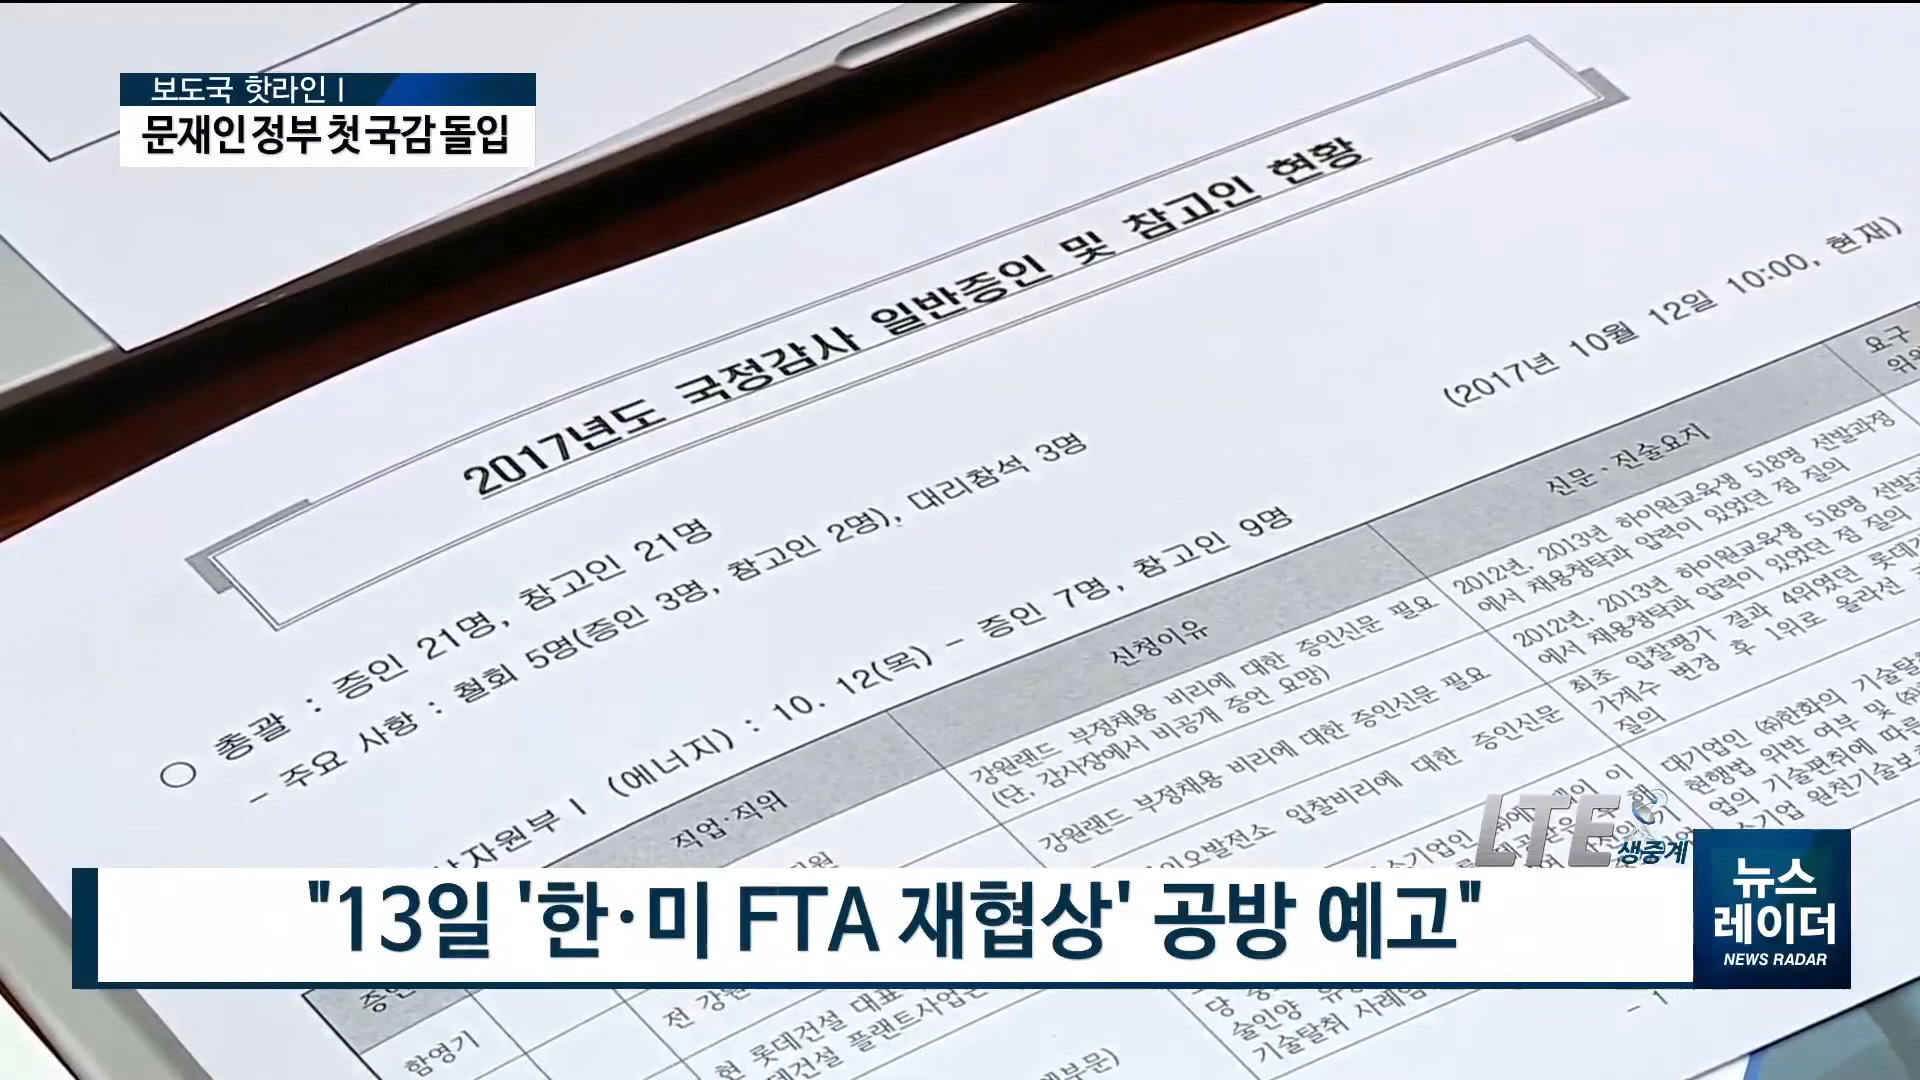 보도국 핫라인 I
문재인 정부 첫 국감 돌입
2017년도 국정감사 일반증인 및 참고인 현황
(2017년 10월 12일 10:00, 현재)
○ 총괄 : 증인 21명, 참고인 21명
- 주요 사항 : 철회 5명(증인 3명, 참고인 2명), 대리참석 3명
자원부Ⅰ (에너지) : 10. 12(목) - 증인 7명, 참고인 9명
직업·직위
신청이유
신문·진술요지
요구
강원랜드 부정채용 비리에 대한 증인신문 필요
(단, 감사장에서 비공개 증언 요망)
2012년, 2013년 하이원교육생 518명 선발과정
에서 채용청탁과 압력이 있었던 점 질의
강원랜드 부정채용 비리에 대한 증인신문 필요
2012년, 2013년 하이원교육생 518명
에서 채용청탁과 압력이 있었던 점 질의
입찰비리에 대한 증인신문
최초 입찰평가 결과 4위였던
가계수 변경 후 1위로 올라선
질의
대기업인 ㈜한화의
현행법 위반 여부 및
업의 기술편취에 따른
함영기
현 롯데건설
기술탈취
- 1
LTE
생중계
"13일 '한·미 FTA 재협상' 공방 예고"
뉴스
레이더
NEWS RADAR